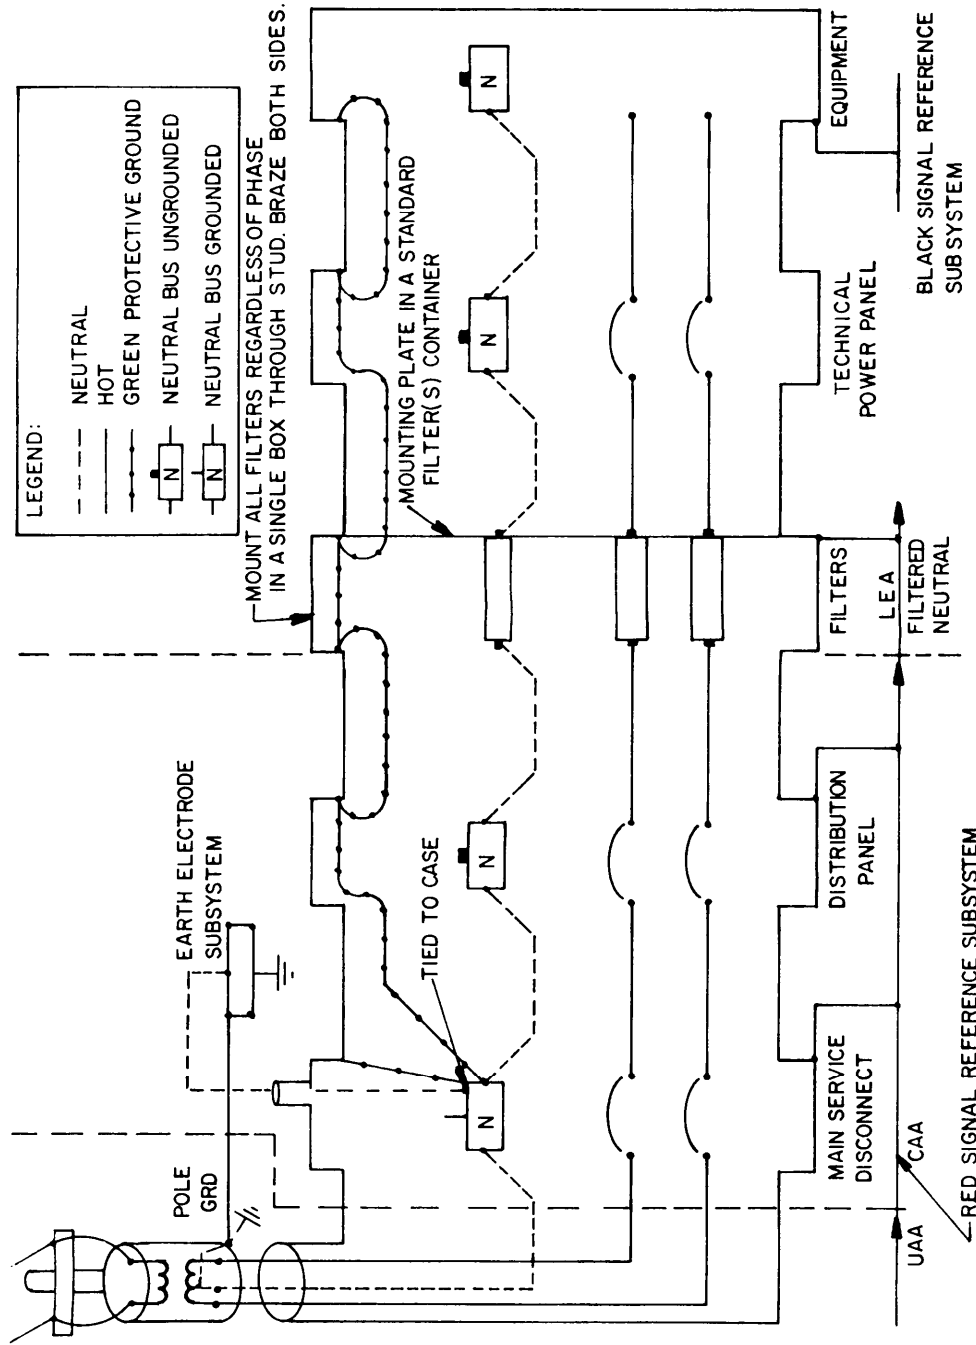 LEGEND:
NEUTRAL
HOT
GREEN PROTECTIVE GROUND
N
NEUTRAL BUS UNGROUNDED
N
NEUTRAL BUS GROUNDED
MOUNT ALL FILTERS REGARDLESS OF PHASE
IN A SINGLE BOX THROUGH STUD. BRAZE BOTH SIDES.
MOUNTING PLATE IN A STANDARD
FILTER(S) CONTAINER
EARTH ELECTRODE
SUBSYSTEM
POLE
GRD
TIED TO CASE
N
N
N
N
MAIN SERVICE
DISCONNECT
DISTRIBUTION
PANEL
FILTERS
TECHNICAL
POWER PANEL
EQUIPMENT
UAA
CAA
LEA
FILTERED
NEUTRAL
RED SIGNAL REFERENCE SUBSYSTEM
BLACK SIGNAL REFERENCE
SUBSYSTEM